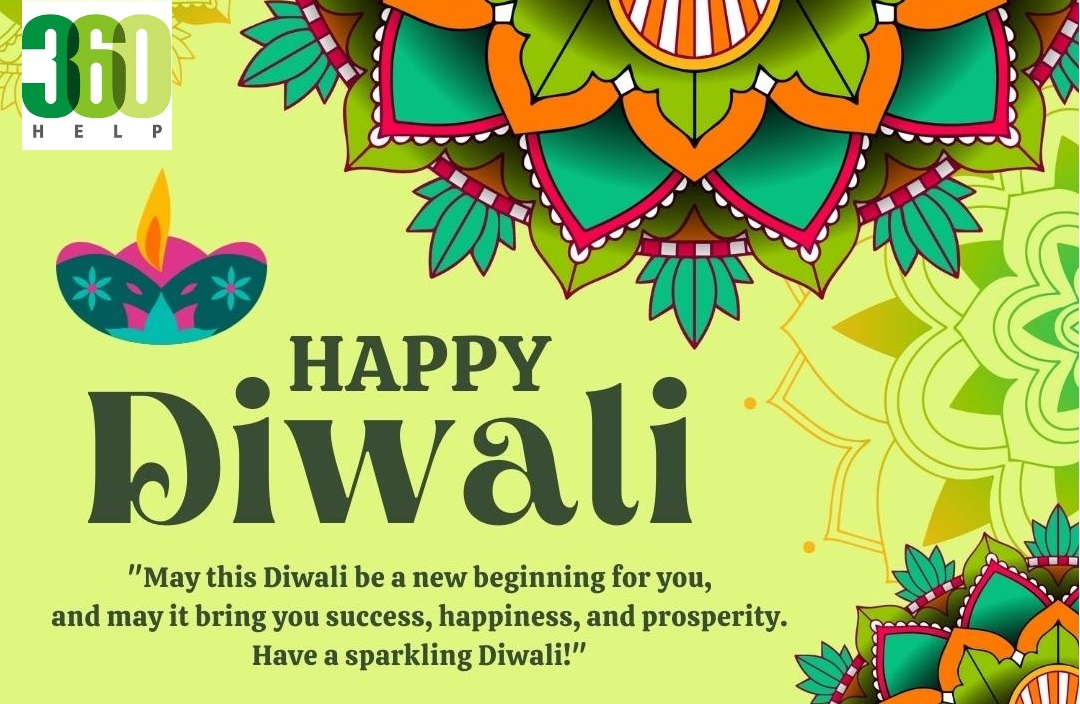 360
HELP
HAPPY
Diwali
"May this Diwali be a new beginning for you,
and may it bring you success, happiness, and prosperity.
Have a sparkling Diwali!"